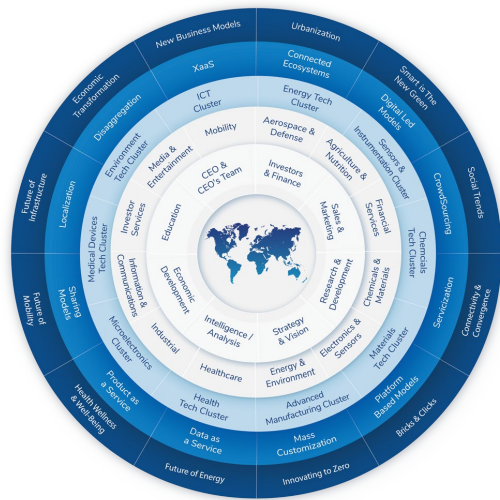 Urbanization
Smart is The
New Green
Social Trends
Connectivity &
Convergence
Bricks & Clicks
Innovating to Zero
Future of Energy
Health Wellness
& Well-Being
Future of
Mobility
Future of
Infrastructure
Economic
Transformation
New Business Models
Connected
Ecosystems
Digital Led
Models
CrowdSourcing
Servicization
Platform
Based Models
Mass
Customization
Data as
a Service
Product as
a Service
Sharing
Models
Localization
Disaggregation
XaaS
Energy Tech
Cluster
Sensors &
Instrumentation Cluster
Chemcials
Tech Cluster
Materials
Tech Cluster
Advanced
Manufacturing Cluster
Health
Tech Cluster
Microelectronics
Cluster
Medical Devices
Tech Cluster
Environment
Tech Cluster
ICT
Cluster
Aerospace &
Defense
Agriculture &
Nutrition
Financial
Services
Chemicals &
Materials
Electronics &
Sensors
Energy &
Environment
Healthcare
Industrial
Information &
Communications
Investor
Services
Media &
Entertainment
Mobility
Investors
& Finance
Sales &
Marketing
Research &
Development
Strategy
& Vision
Intelligence /
Analysis
Economic
Development
Education
CEO &
CEO's Team